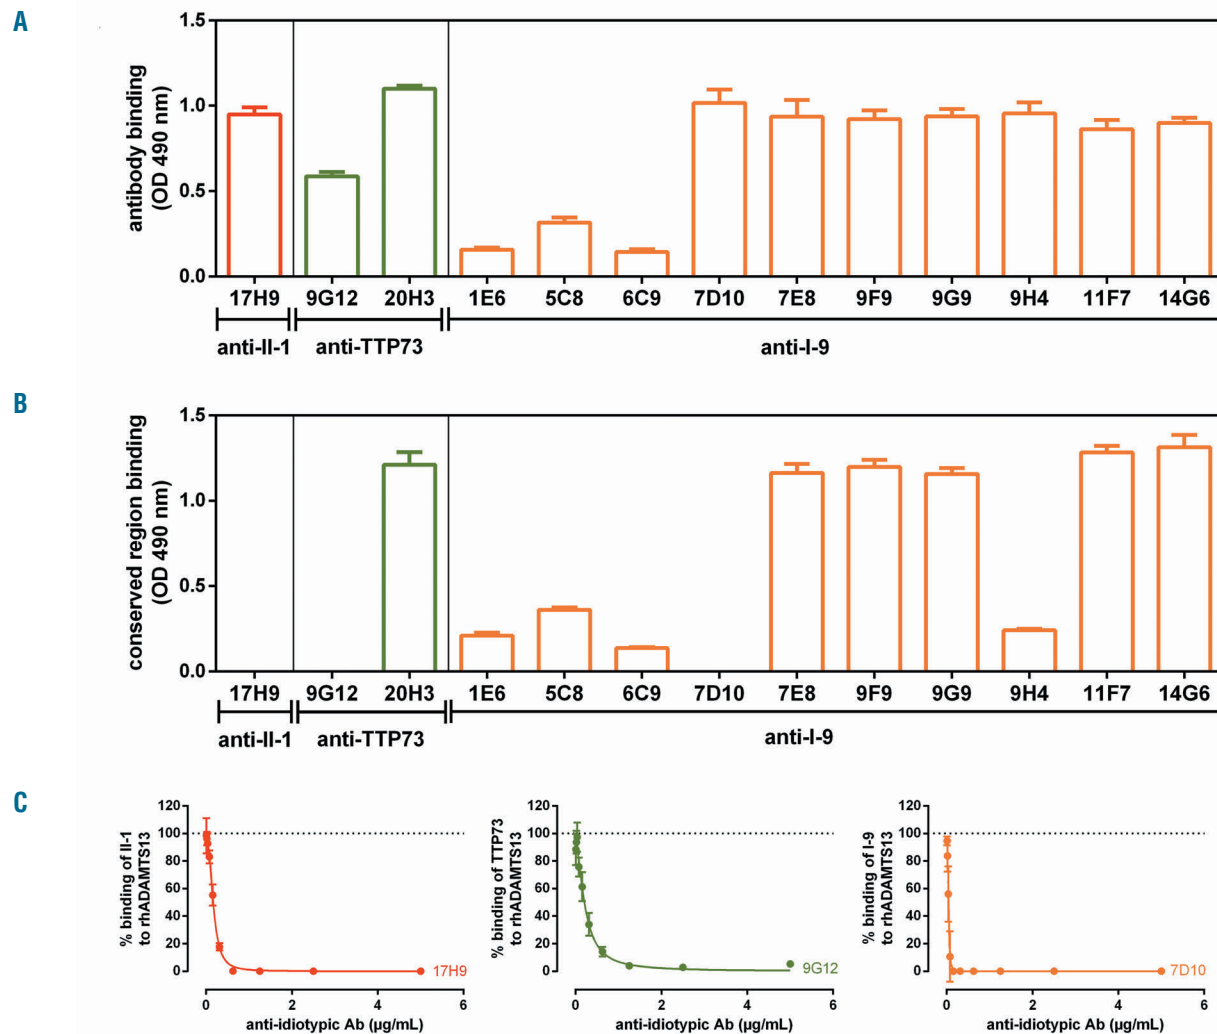 A
antibody binding
(OD 490 nm)
1.5
1.0
0.5
0.0
17H9 9G12 20H3 1E6 5C8 6C9 7D10 7E8 9F9 9G9 9H4 11F7 14G6
anti-II-1 anti-TTP73 anti-I-9
B
conserved region binding
(OD 490 nm)
1.5
1.0
0.5
0.0
17H9 9G12 20H3 1E6 5C8 6C9 7D10 7E8 9F9 9G9 9H4 11F7 14G6
anti-II-1 anti-TTP73 anti-I-9
C
% binding of II-1
to rhADAMTS13
120
100
80
60
40
20
0
17H9
0 2 4 6
anti-idiotypic Ab (µg/mL)
% binding of TTP73
to rhADAMTS13
120
100
80
60
40
20
0
9G12
0 2 4 6
anti-idiotypic Ab (µg/mL)
% binding of I-9
to rhADAMTS13
120
100
80
60
40
20
0
7D10
0 2 4 6
anti-idiotypic Ab (µg/mL)